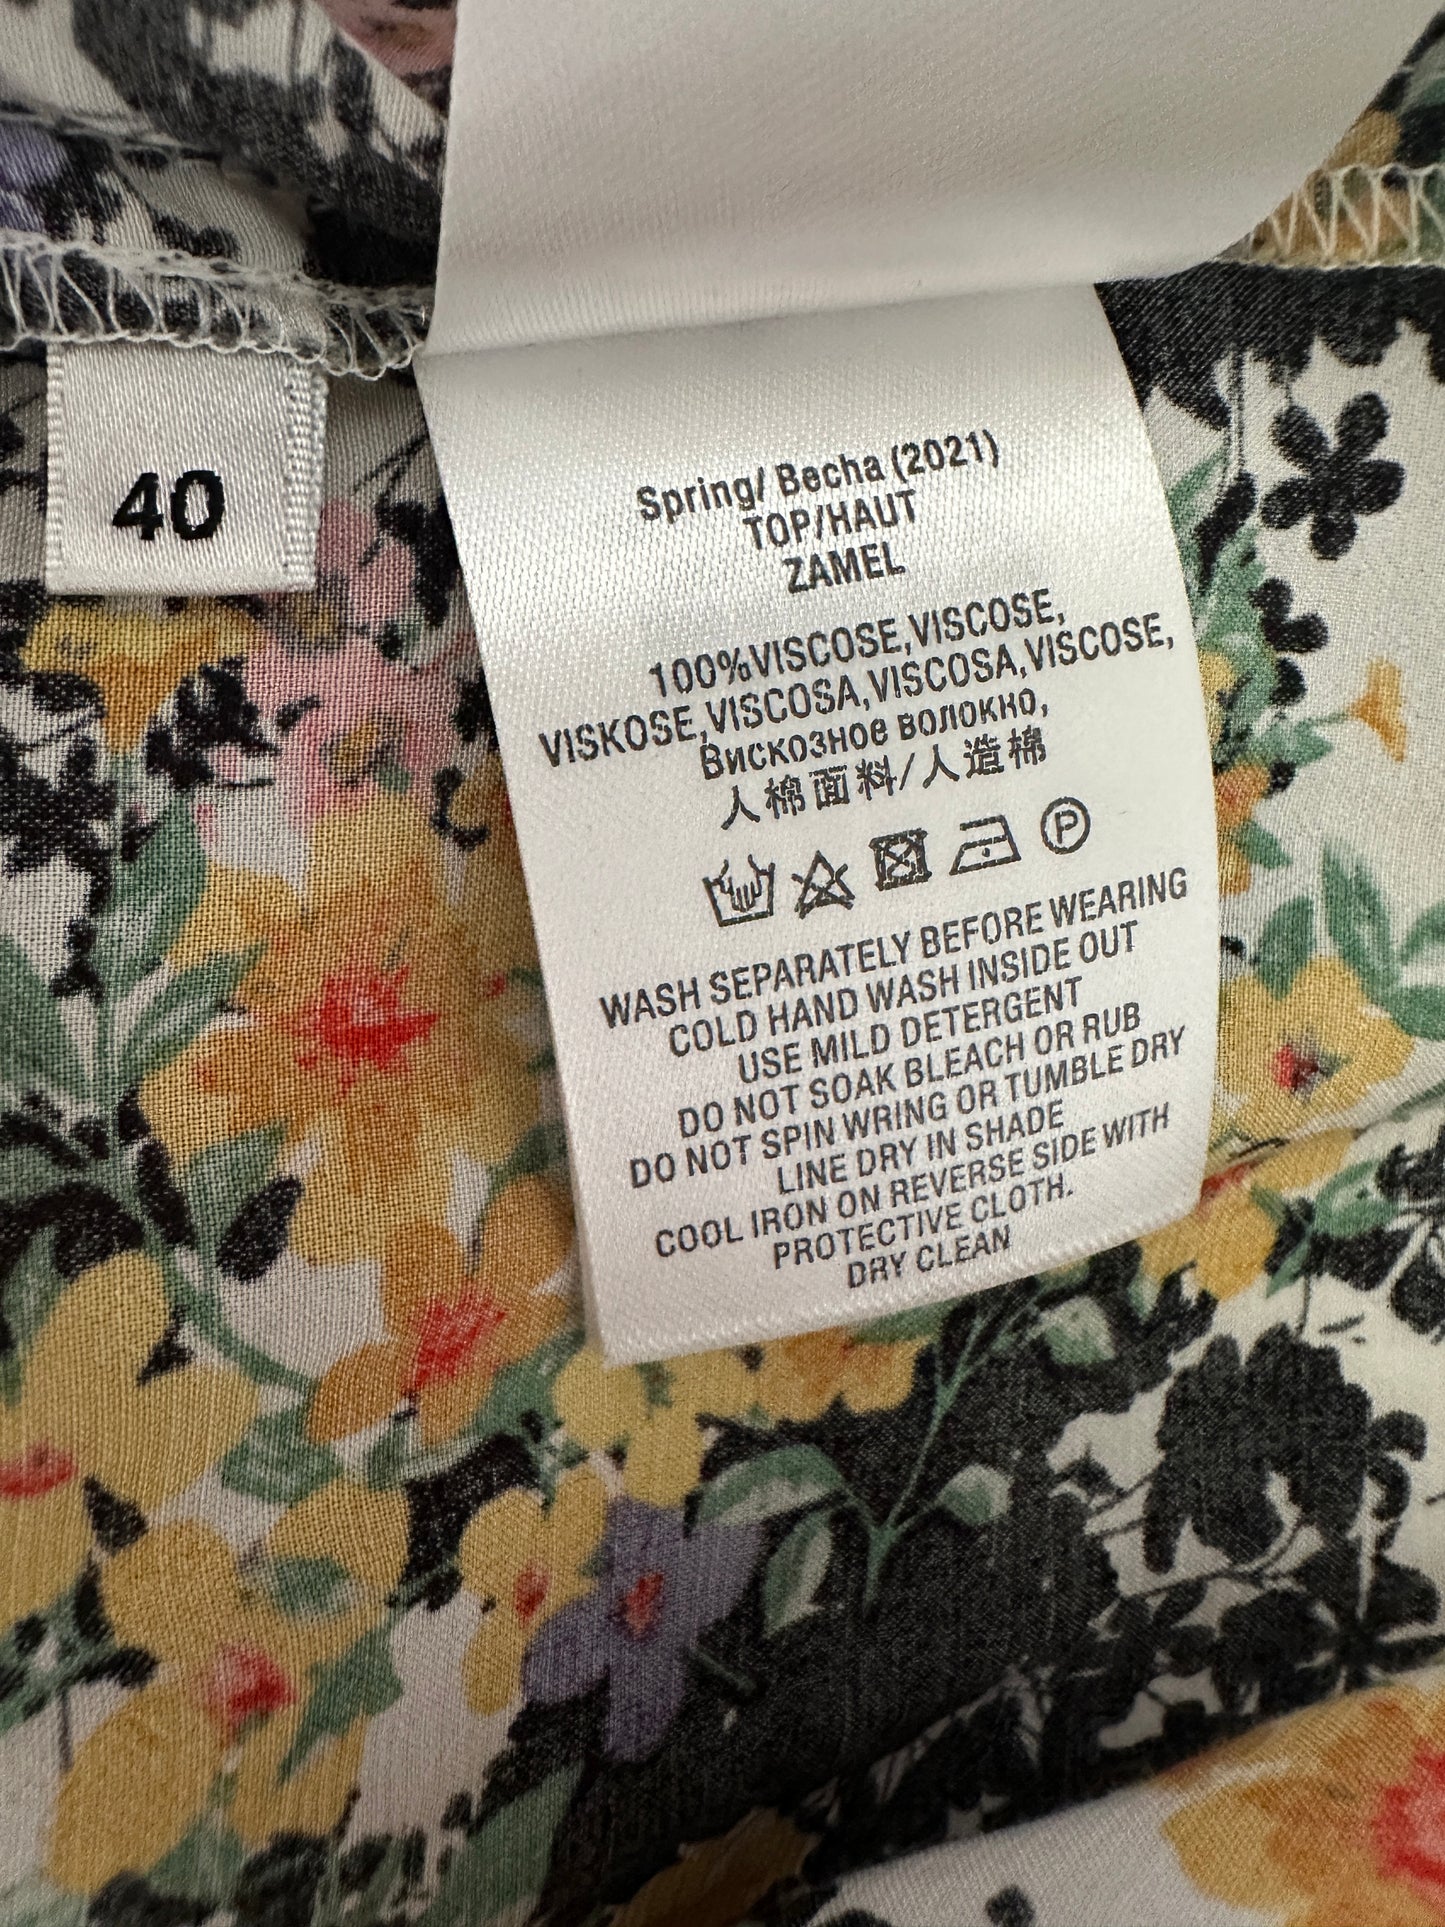 40
Spring/ Becha (2021)
TOP/HAUT
ZAMEL
100%VISCOSE,VISCOSE,
VISKOSE,VISCOSA,VISCOSA,VISCOSE,
Вискозное волокно,
人棉面料/人造棉
P
WASH SEPARATELY BEFORE WEARING
COLD HAND WASH INSIDE OUT
USE MILD DETERGENT
DO NOT SOAK BLEACH OR RUB
DO NOT SPIN WRING OR TUMBLE DRY
LINE DRY IN SHADE
COOL IRON ON REVERSE SIDE WITH
PROTECTIVE CLOTH.
DRY CLEAN